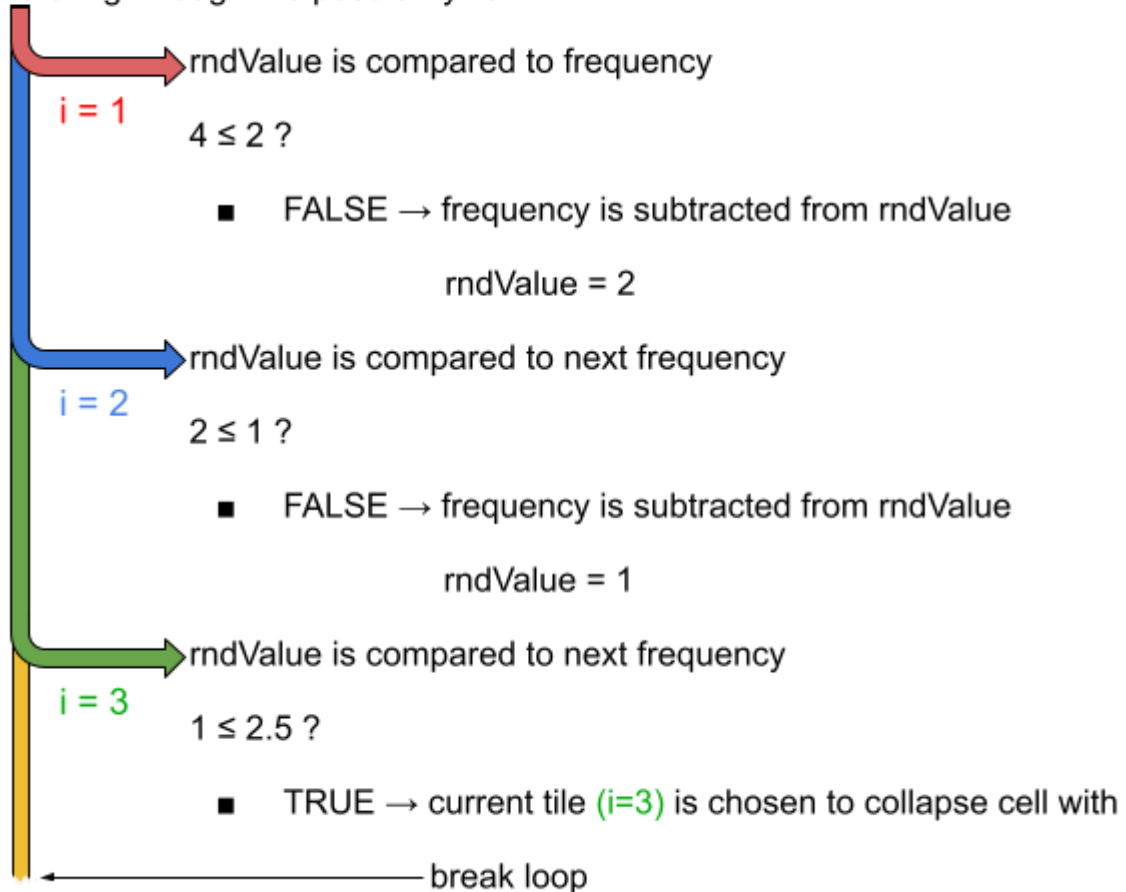 rndValue is compared to frequency
i = 1
4 ≤ 2 ?
■ FALSE → frequency is subtracted from rndValue
rndValue = 2
rndValue is compared to next frequency
i = 2
2 ≤ 1 ?
■ FALSE → frequency is subtracted from rndValue
rndValue = 1
rndValue is compared to next frequency
i = 3
1 ≤ 2.5 ?
■ TRUE → current tile (i=3) is chosen to collapse cell with
break loop